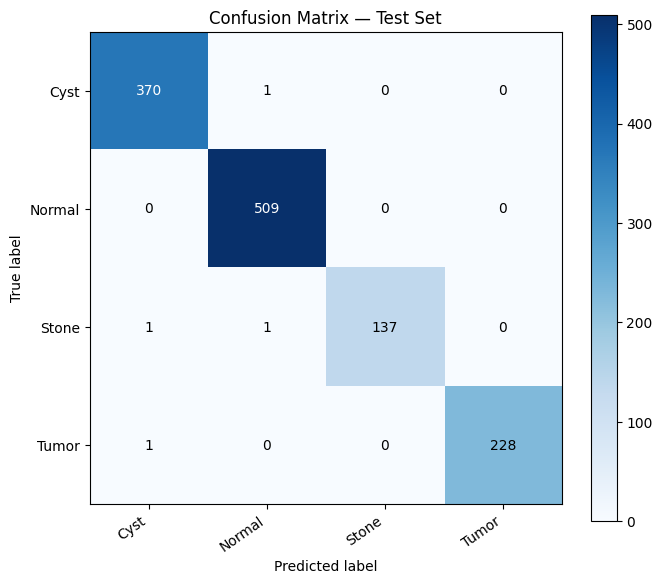 Confusion Matrix — Test Set
500
Cyst 370 1 0 0
400
Normal 0 509 0 0
300
True label
Stone 1 1 137 0
200
100
Tumor 1 0 0 228
0
Cyst Normal Stone Tumor
Predicted label